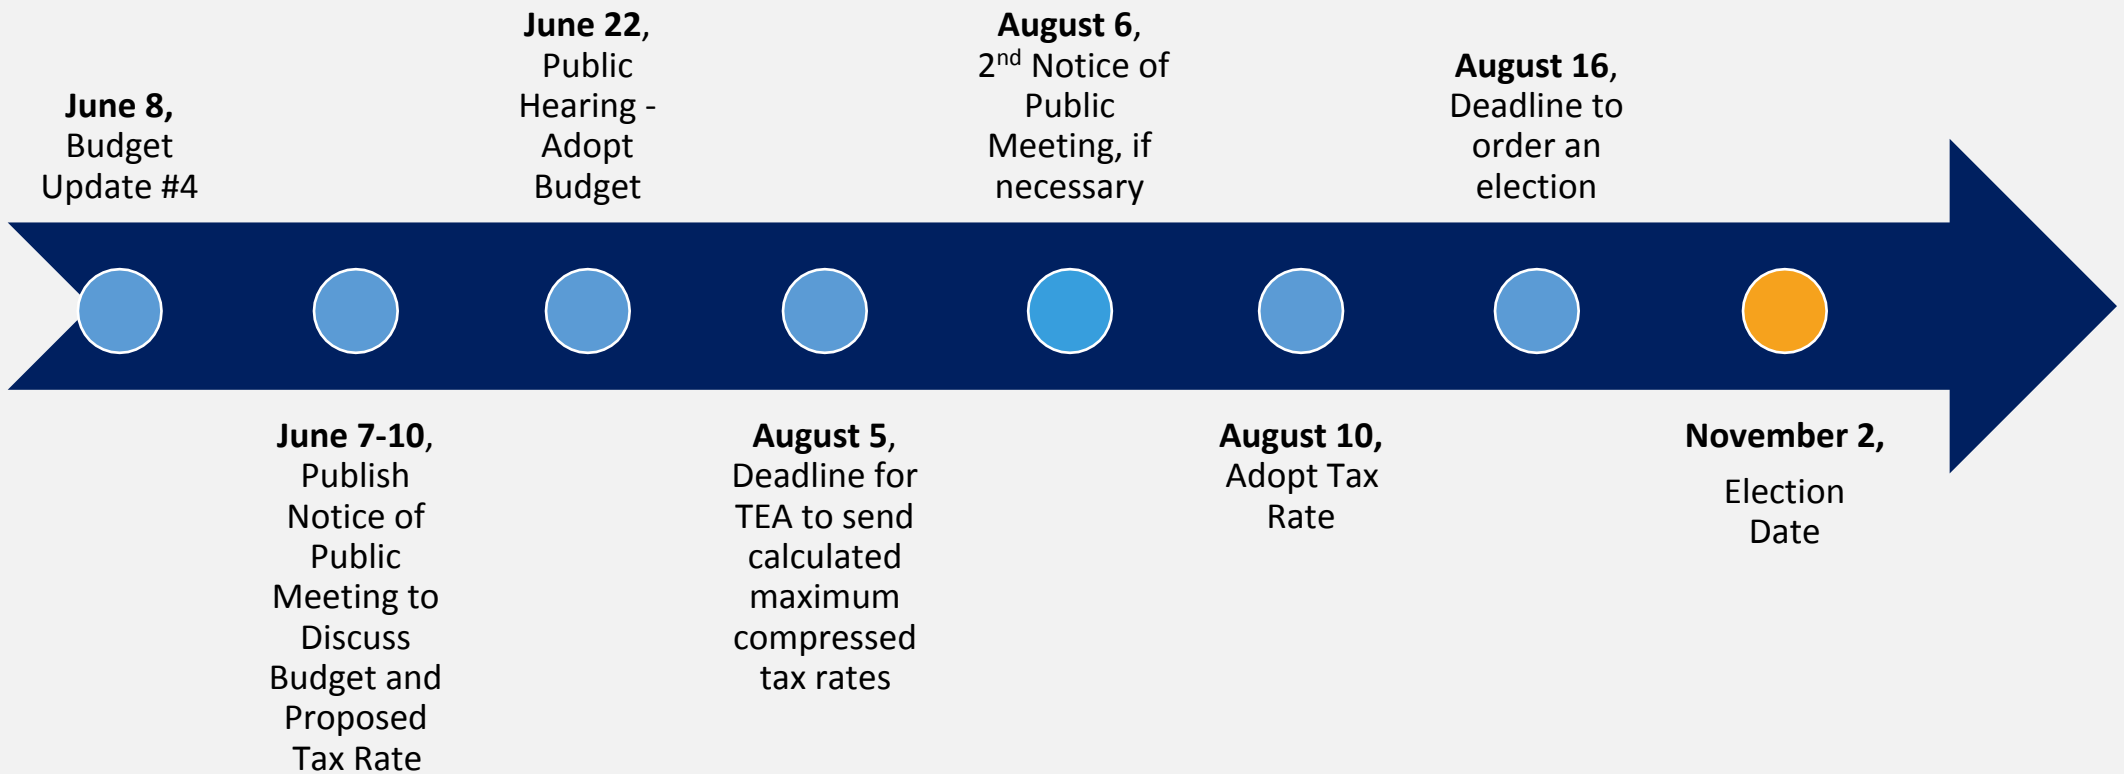 June 8,
Budget
Update #4
June 7-10,
Publish
Notice of
Public
Meeting to
Discuss
Budget and
Proposed
Tax Rate
June 22,
Public
Hearing -
Adopt
Budget
August 5,
Deadline for
TEA to send
calculated
maximum
compressed
tax rates
August 6,
2nd Notice of
Public
Meeting, if
necessary
August 10,
Adopt Tax
Rate
August 16,
Deadline to
order an
election
November 2,
Election
Date